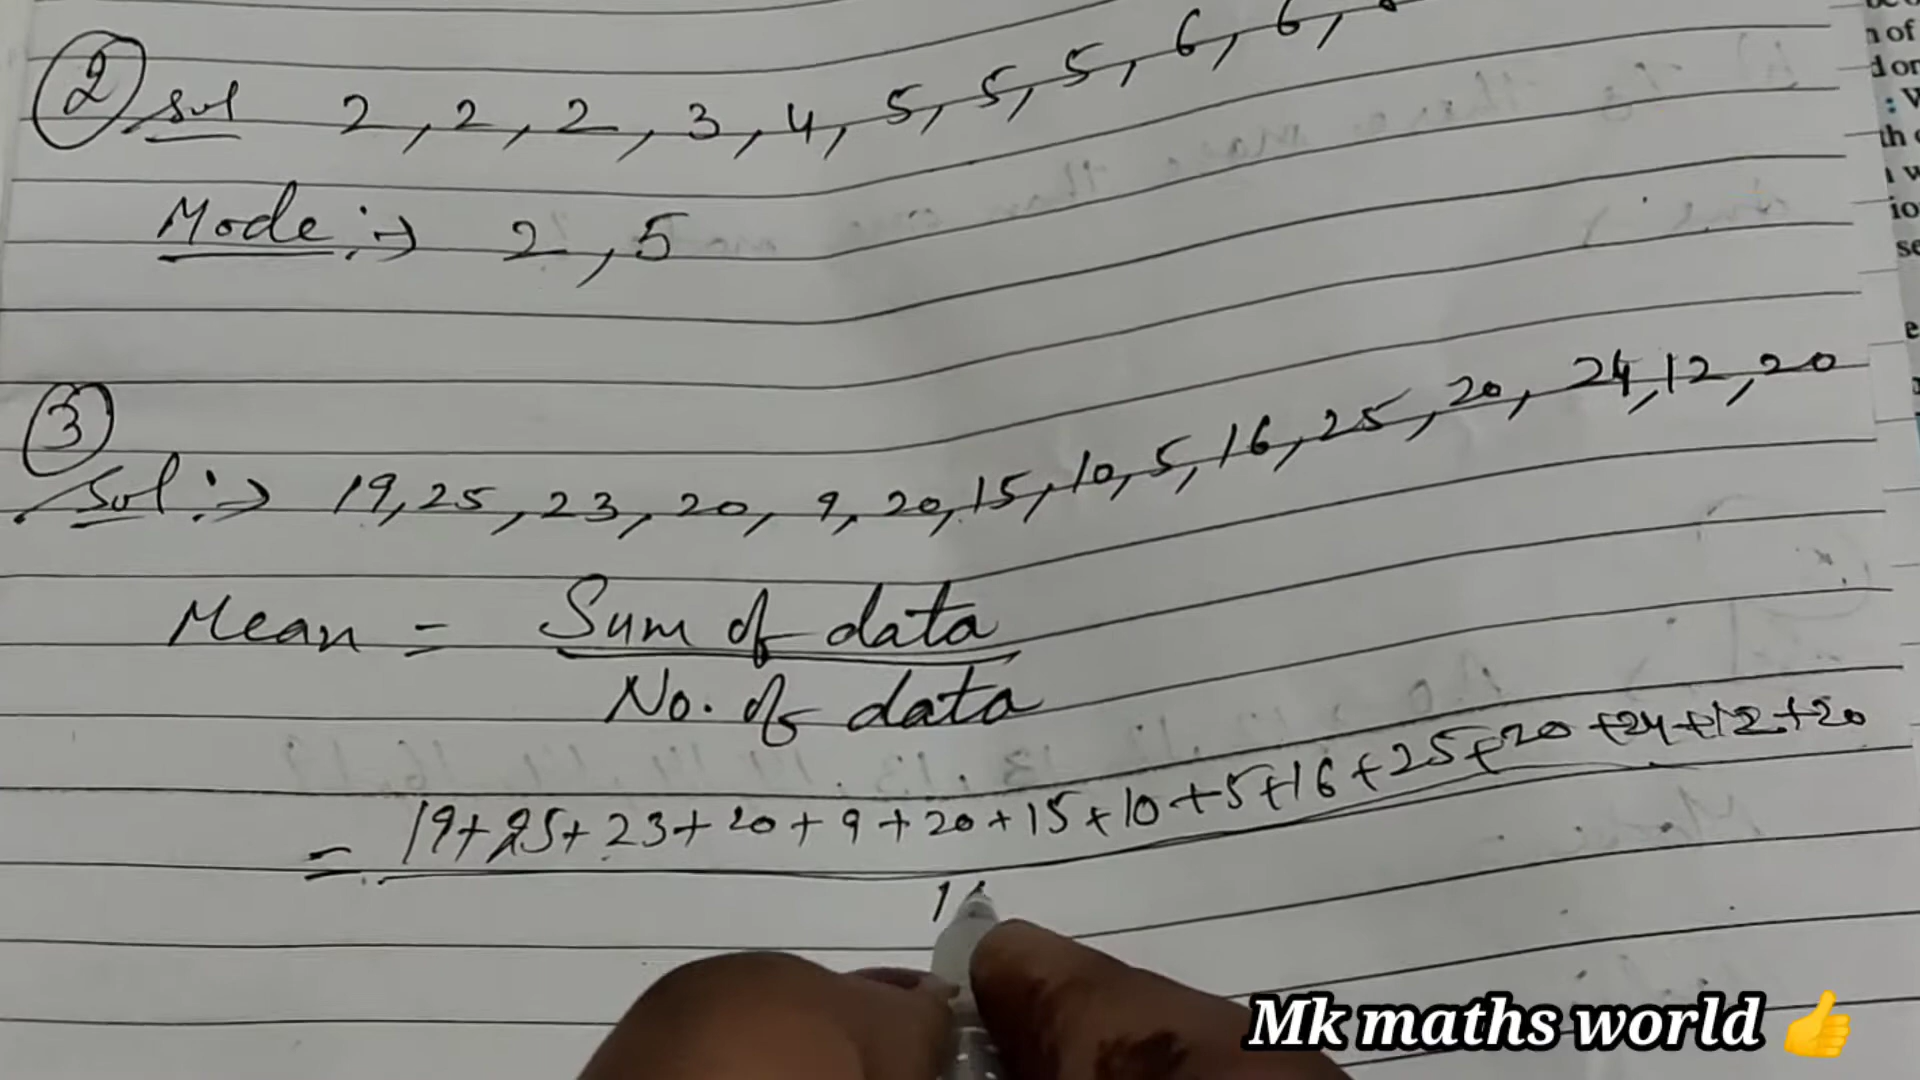 2
Sol 2, 2, 2, 3, 4, 5, 5, 5, 6, 6,
Mode :→ 2, 5
3
Sol :→ 19, 25, 23, 20, 9, 20, 15, 10, 5, 16, 25, 20, 24, 12, 20
Mean = Sum of data
No. of data
= 19+25+23+20+9+20+15+10+5+16+25+20+24+12+20
1
Mk maths world 👍